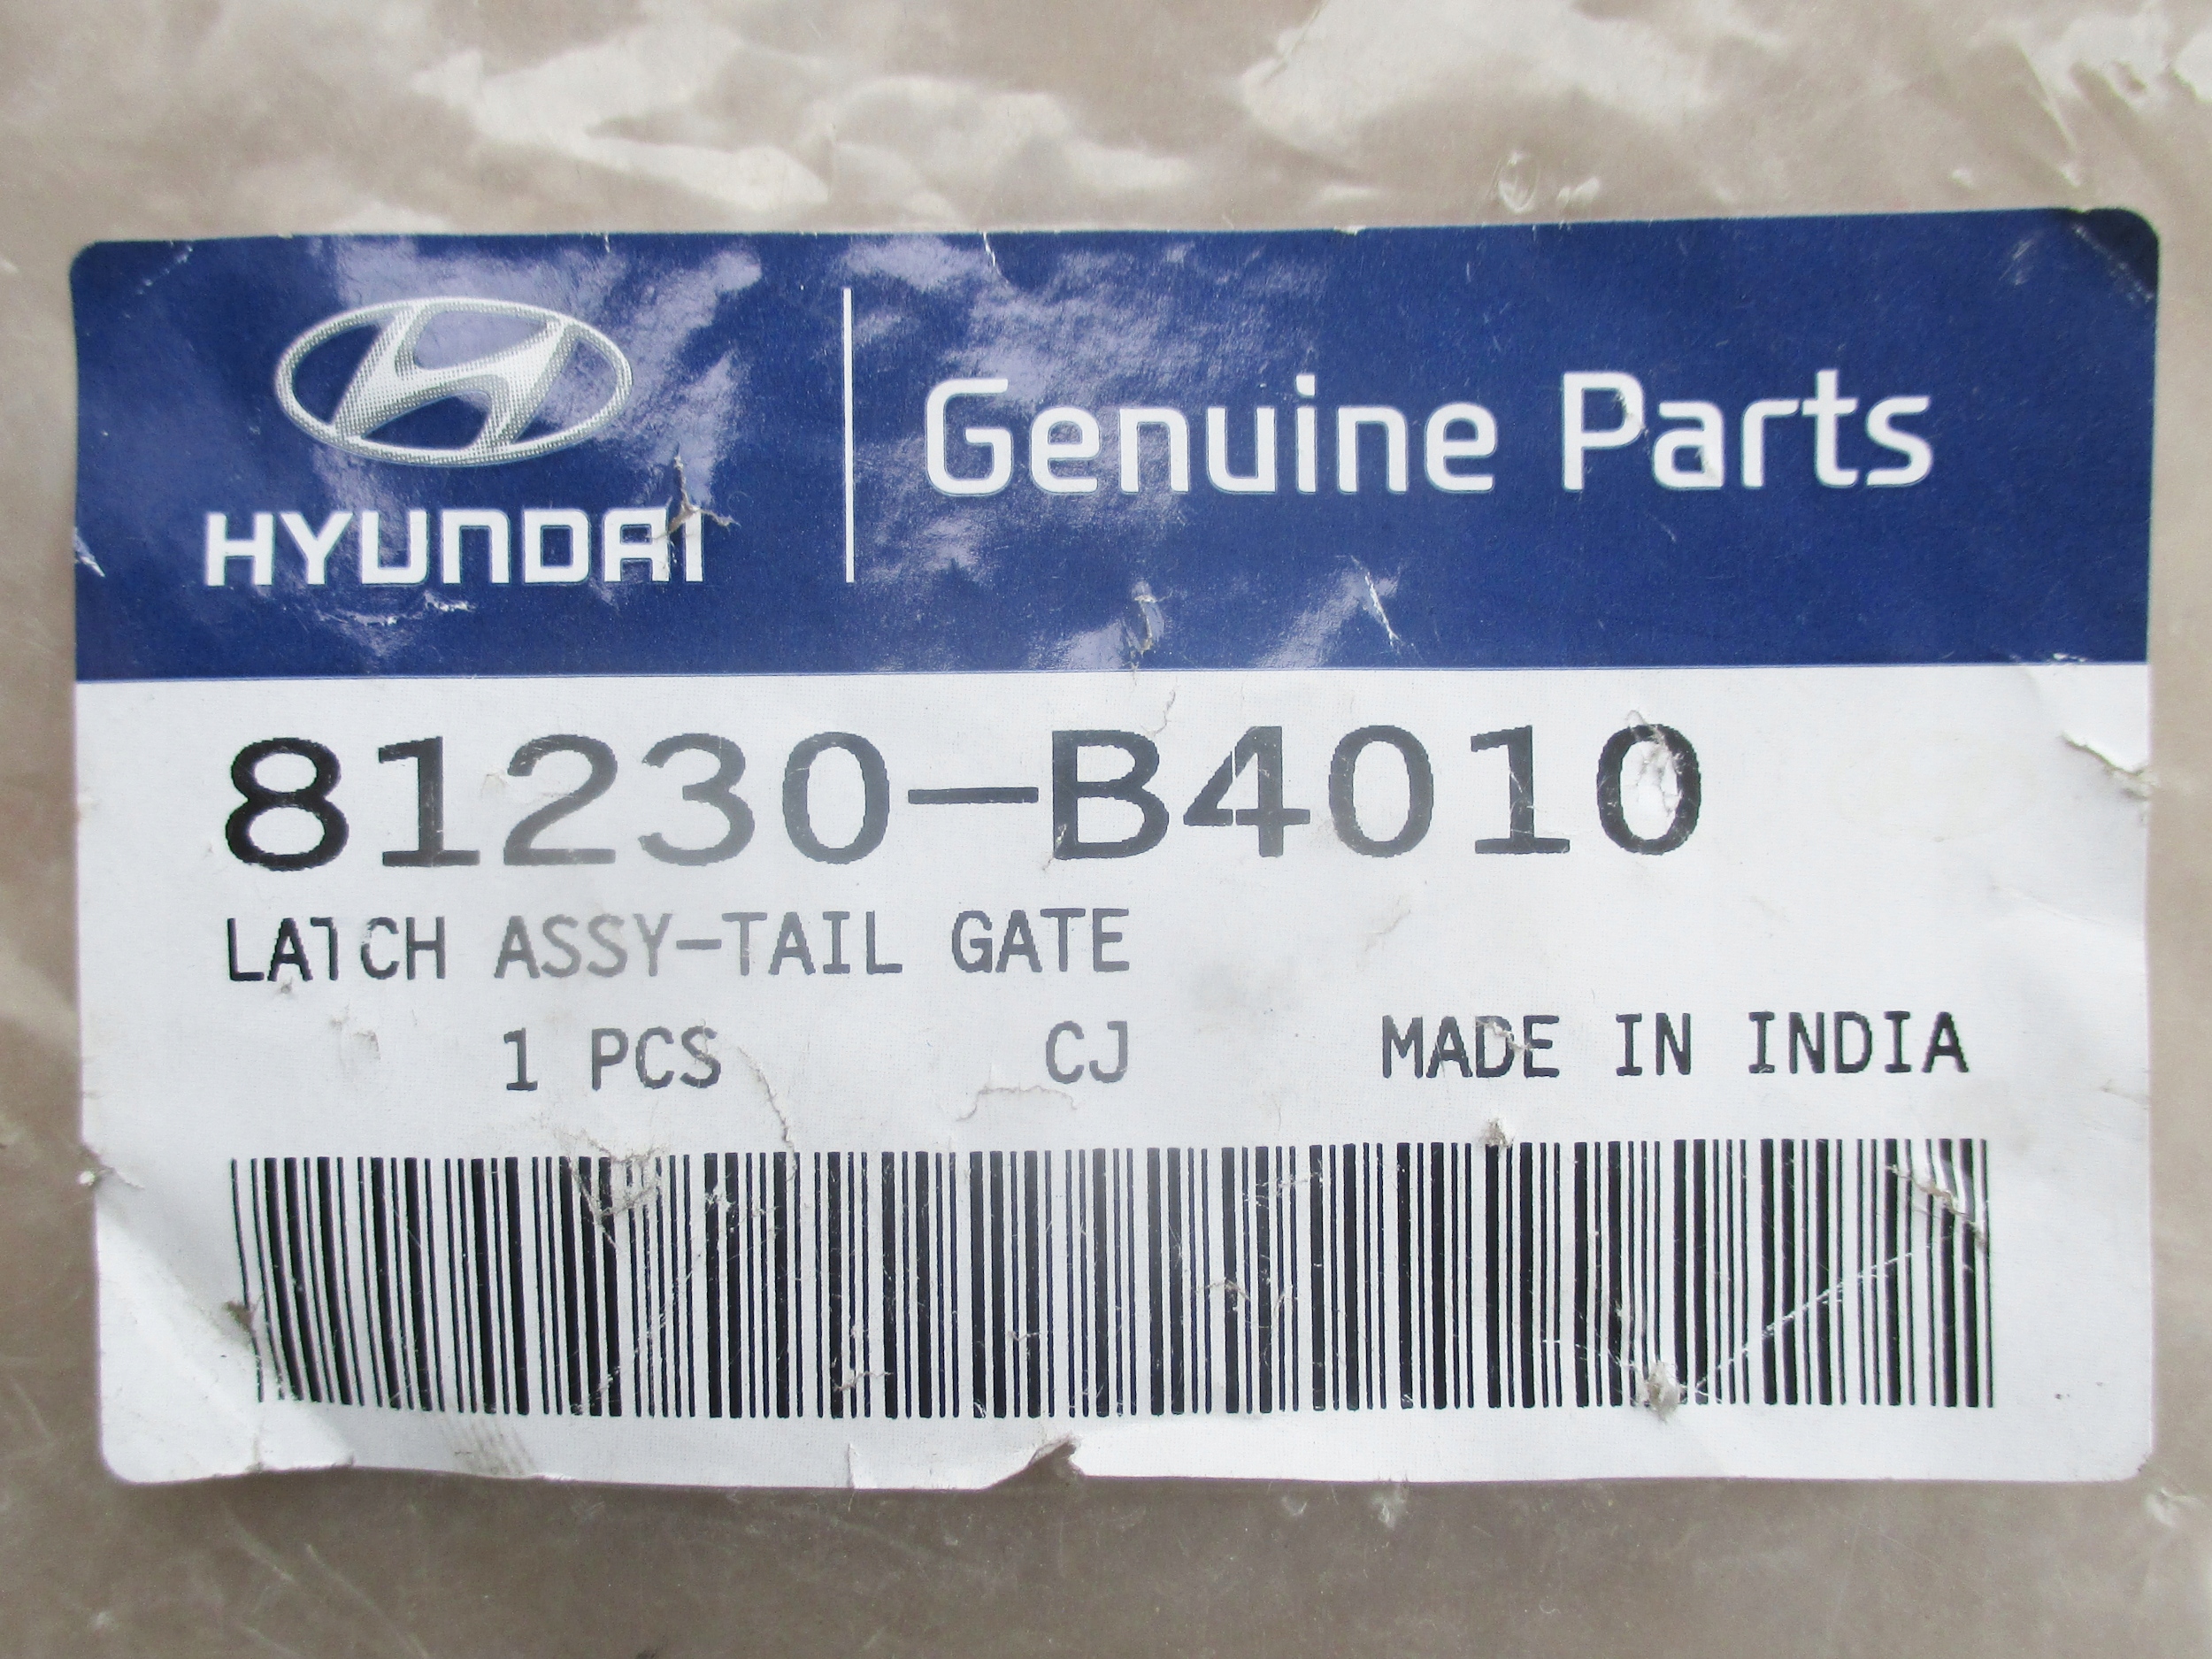 HYUNDAI
Genuine Parts
81230-B4010
LATCH ASSY-TAIL GATE
1 PCS CJ MADE IN INDIA